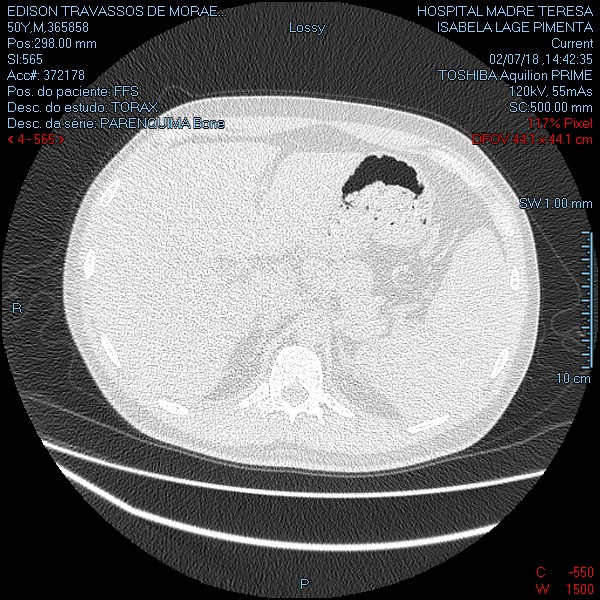 EDISON TRAVASSOS DE MORAE...
50Y,M,365858
Pos:298.00 mm
SI:565
Acc#: 372178
Pos. do paciente: FFS
Desc. do estudo: TORAX
Desc. da série: PARENQUIMA Bone
< 4 - 565 >
Lossy
HOSPITAL MADRE TERESA
ISABELA LAGE PIMENTA
Current
02/07/18 ,14:42:35
TOSHIBA Aquilion PRIME
120kV, 55mAs
SC:500.00 mm
117% Pixel
DFOV 44.1 x 44.1 cm
SW:1.00 mm
R
10 cm
P
C -550
W 1500